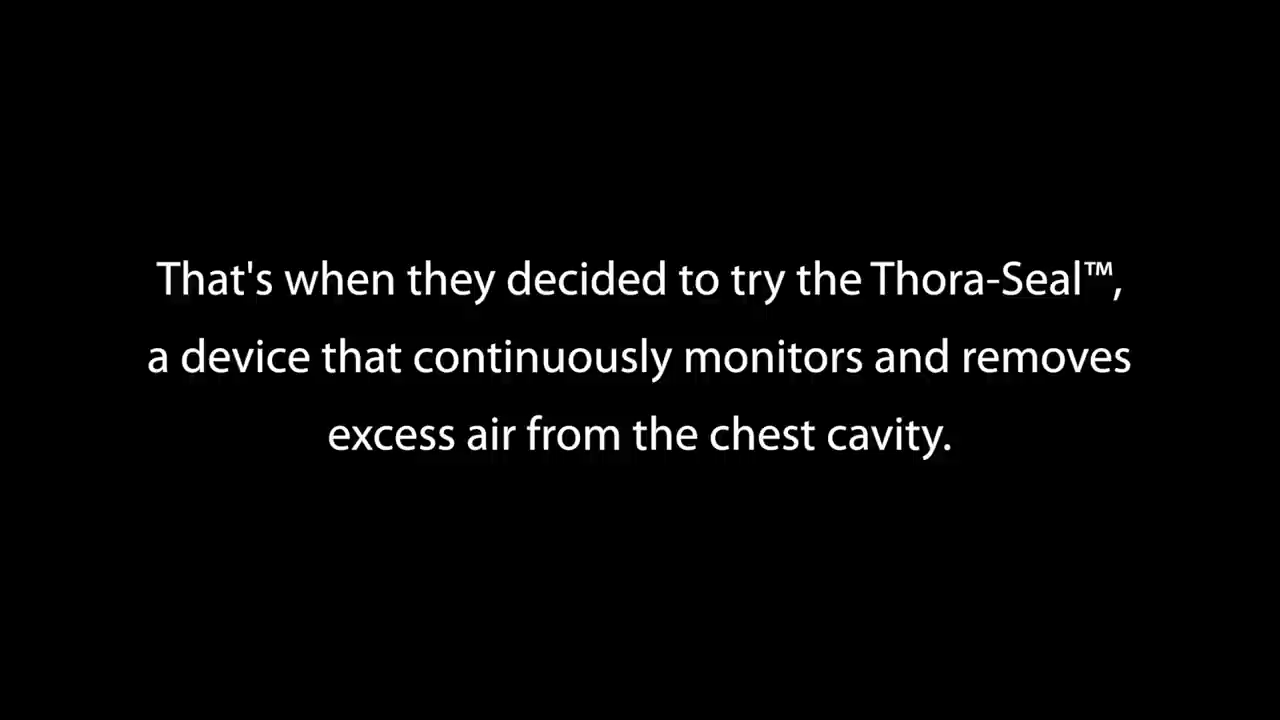 That's when they decided to try the Thora-Seal™,
a device that continuously monitors and removes
excess air from the chest cavity.